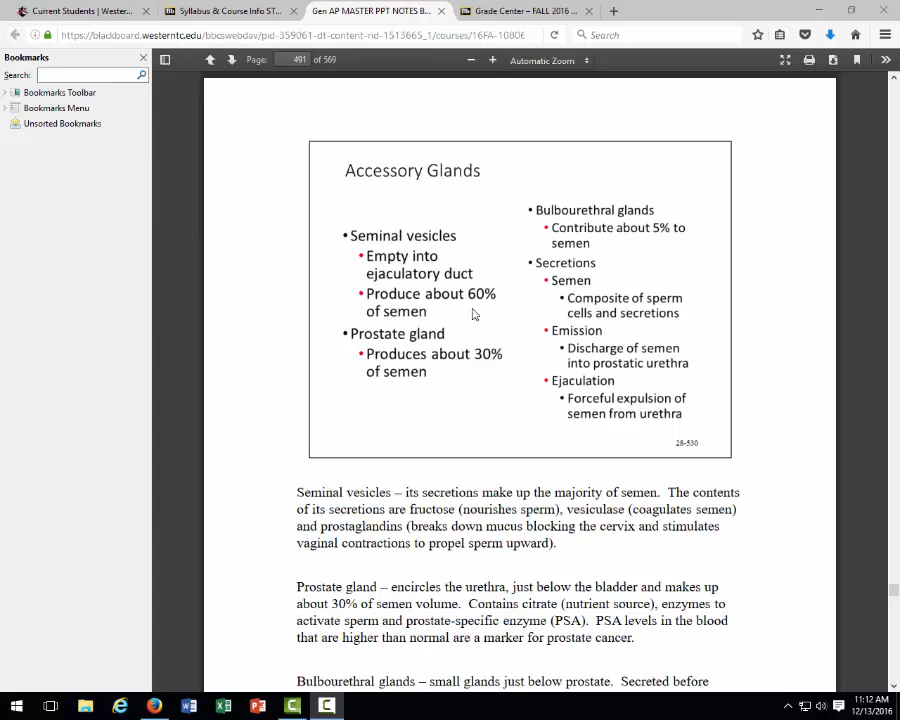 Current Students | Wester...
Syllabus & Course Info ST...
Gen AP MASTER PPT NOTES B...
Grade Center – FALL 2016 ...
https://blackboard.westerntc.edu/bbcswebdav/pid-359061-dt-content-rid-1513665_1/courses/16FA-10806
Search
Bookmarks
Page: 491 of 569
Automatic Zoom
Search:
Bookmarks Toolbar
Bookmarks Menu
Unsorted Bookmarks
Accessory Glands
• Seminal vesicles
• Empty into
ejaculatory duct
• Produce about 60%
of semen
• Prostate gland
• Produces about 30%
of semen
• Bulbourethral glands
• Contribute about 5% to
semen
• Secretions
• Semen
• Composite of sperm
cells and secretions
• Emission
• Discharge of semen
into prostatic urethra
• Ejaculation
• Forceful expulsion of
semen from urethra
28-530
Seminal vesicles – its secretions make up the majority of semen. The contents
of its secretions are fructose (nourishes sperm), vesiculase (coagulates semen)
and prostaglandins (breaks down mucus blocking the cervix and stimulates
vaginal contractions to propel sperm upward).
Prostate gland – encircles the urethra, just below the bladder and makes up
about 30% of semen volume. Contains citrate (nutrient source), enzymes to
activate sperm and prostate-specific enzyme (PSA). PSA levels in the blood
that are higher than normal are a marker for prostate cancer.
Bulbourethral glands – small glands just below prostate. Secreted before
11:12 AM
12/13/2016